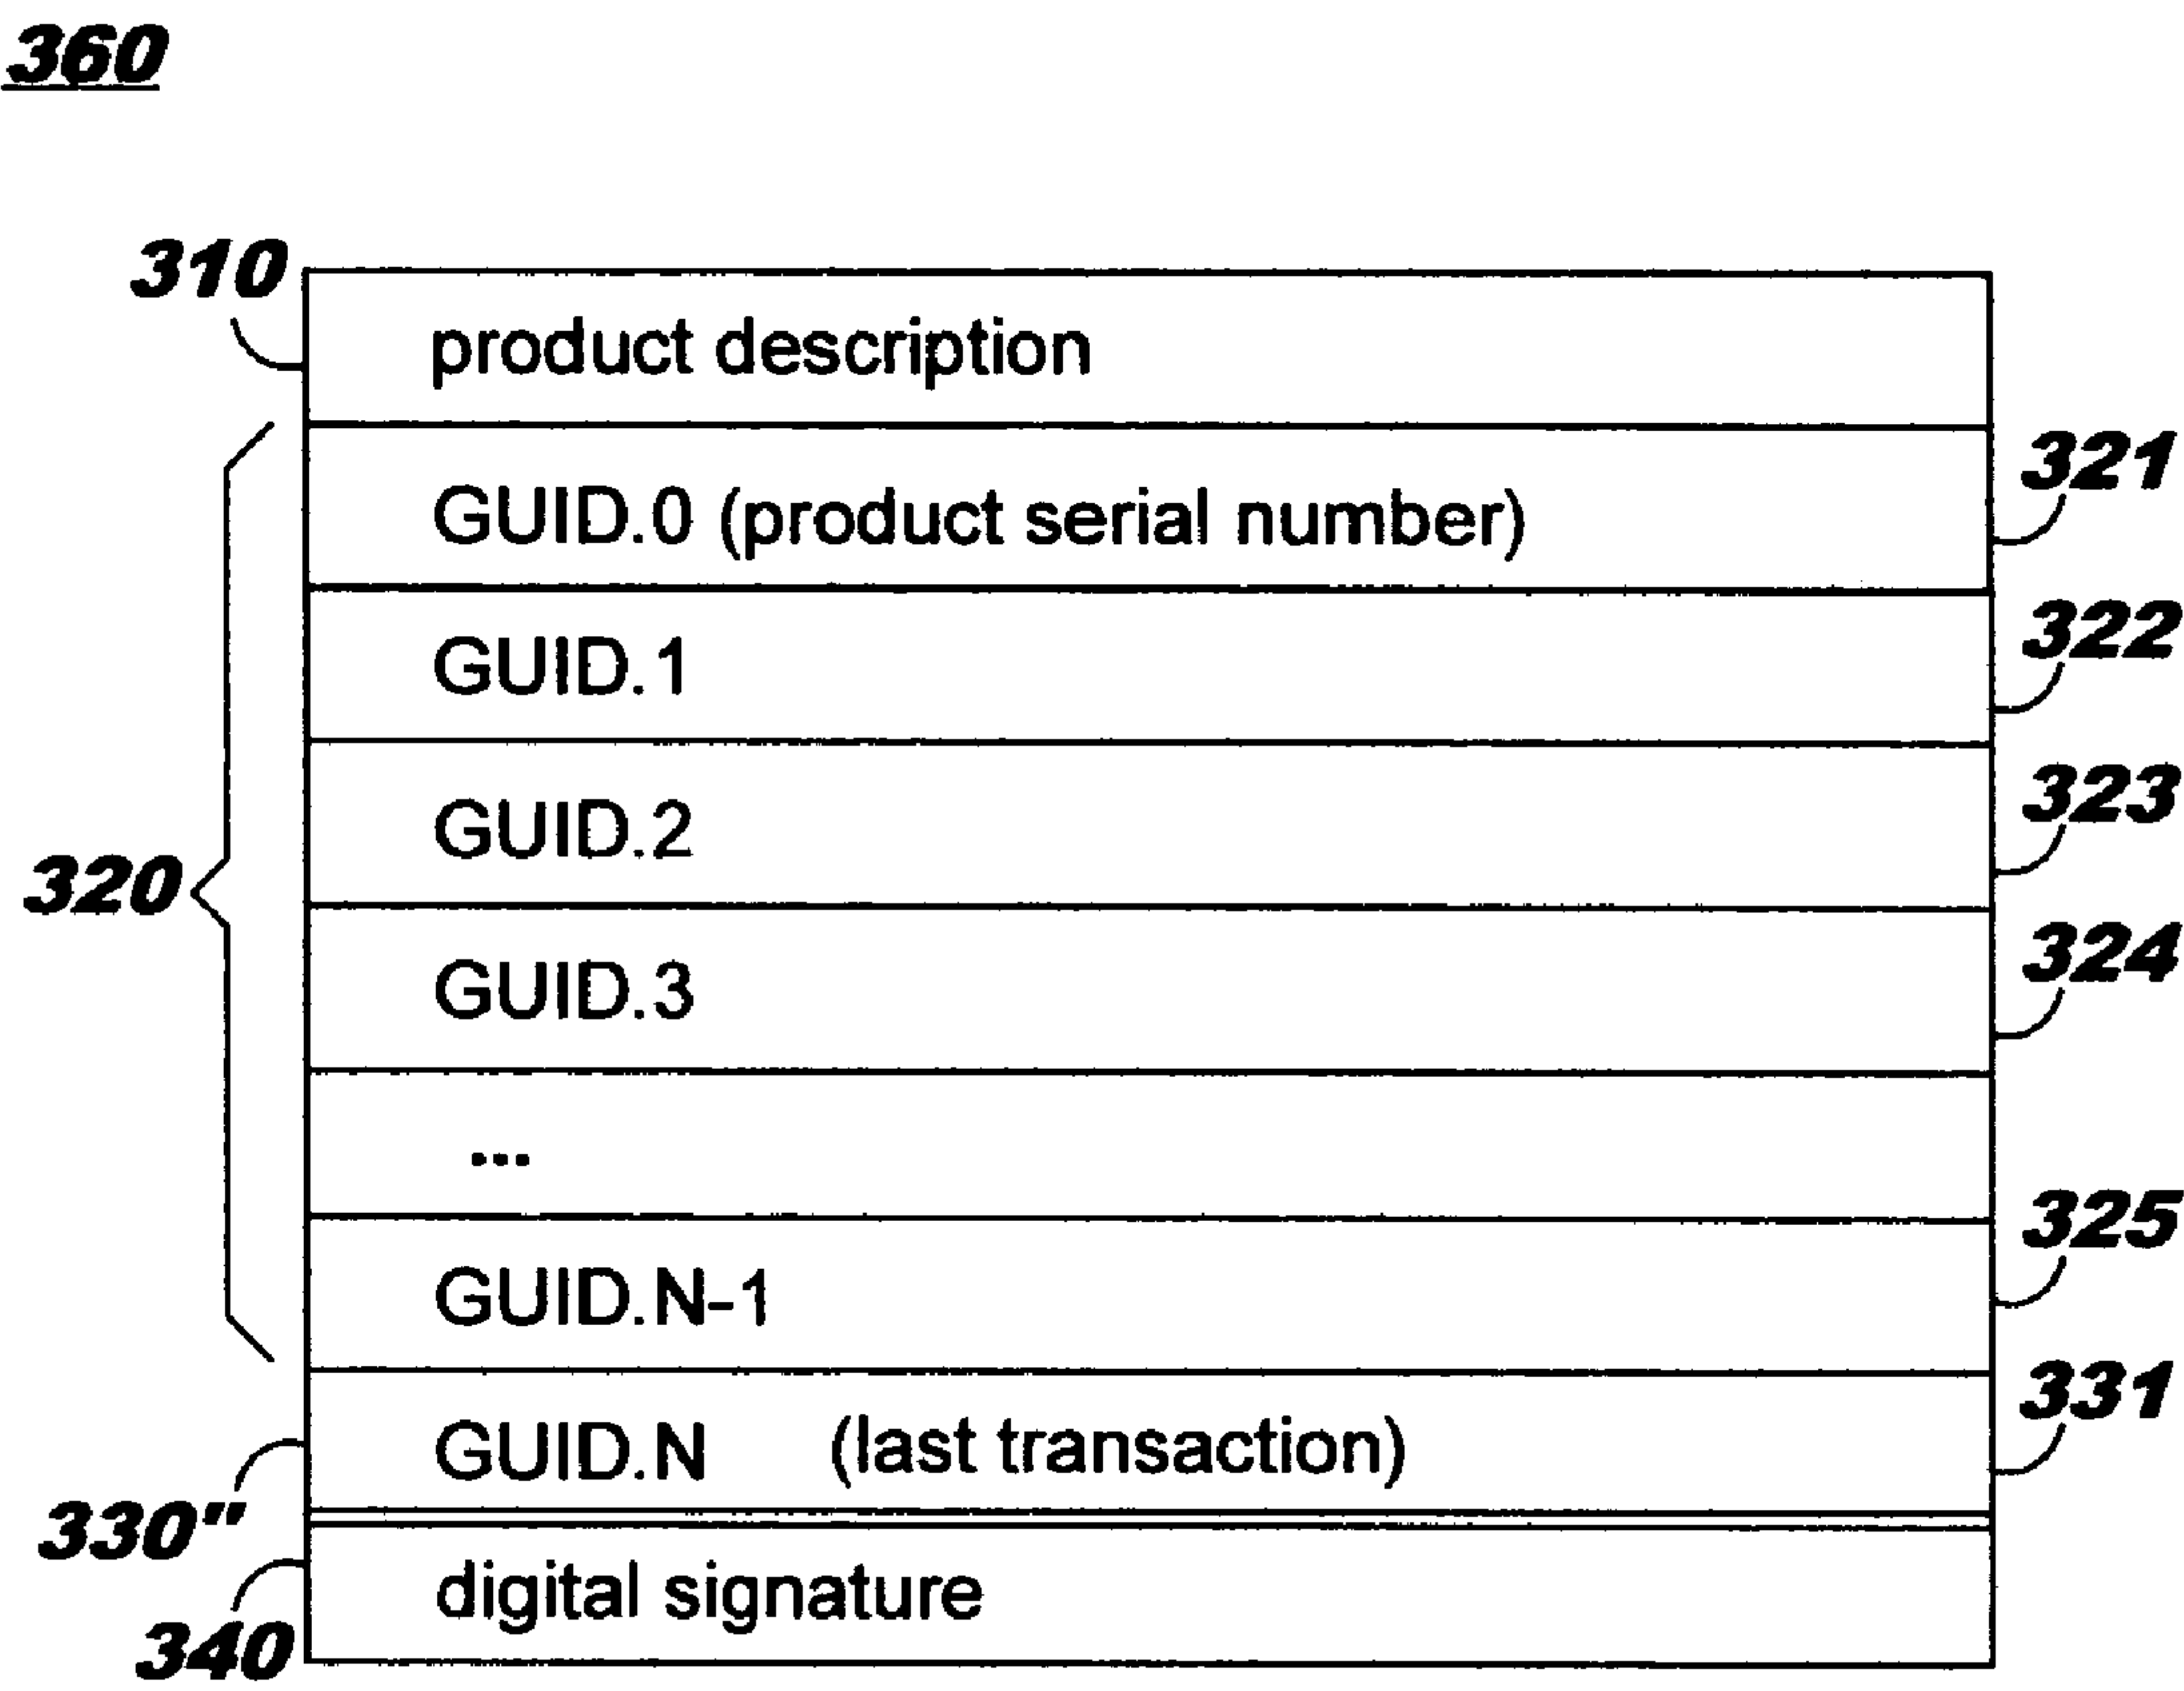 360
310
product description
321
GUID.0 (product serial number)
322
GUID.1
323
GUID.2
320
324
GUID.3
...
325
GUID.N-1
331
GUID.N (last transaction)
330"
digital signature
340